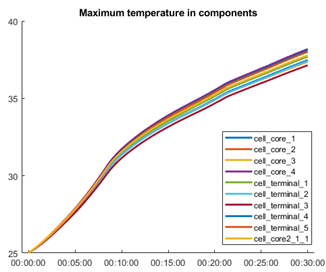 Maximum temperature in components
40
35
30
25
cell_core_1
cell_core_2
cell_core_3
cell_core_4
cell_terminal_1
cell_terminal_2
cell_terminal_3
cell_terminal_4
cell_terminal_5
cell_core2_1_1
00:00:00 00:05:00 00:10:00 00:15:00 00:20:00 00:25:00 00:30:00